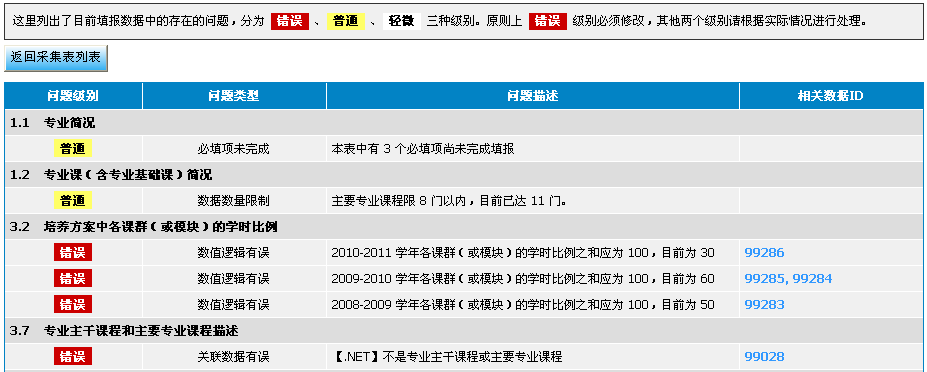 这里列出了目前填报数据中的存在的问题，分为 错误 、 普通 、 轻微 三种级别。原则上 错误 级别必须修改，其他两个级别请根据实际情况进行处理。
返回采集表列表
问题级别 问题类型 问题描述 相关数据ID
1.1 专业简况
普通 必填项未完成 本表中有 3 个必填项尚未完成填报
1.2 专业课（含专业基础课）简况
普通 数据数量限制 主要专业课程限 8 门以内，目前已达 11 门。
3.2 培养方案中各课群（或模块）的学时比例
错误 数值逻辑有误 2010-2011 学年各课群（或模块）的学时比例之和应为 100，目前为 30 99286
错误 数值逻辑有误 2009-2010 学年各课群（或模块）的学时比例之和应为 100，目前为 60 99285, 99284
错误 数值逻辑有误 2008-2009 学年各课群（或模块）的学时比例之和应为 100，目前为 50 99283
3.7 专业主干课程和主要专业课程描述
错误 关联数据有误 【.NET】不是专业主干课程或主要专业课程 99028